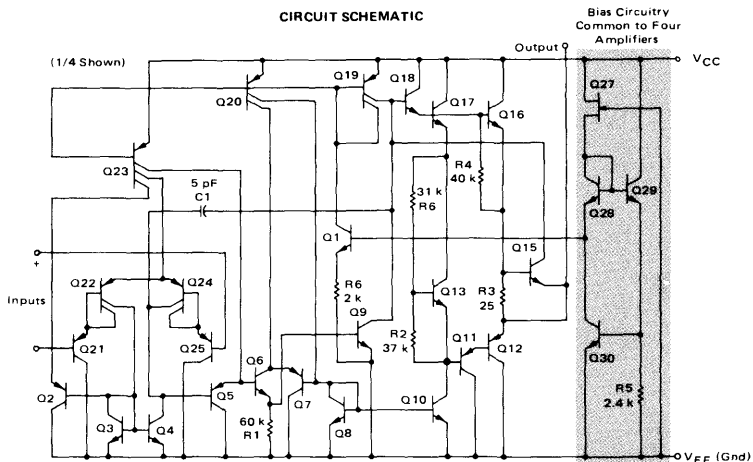 CIRCUIT SCHEMATIC
Bias Circuitry
Common to Four
Amplifiers
Output
(1/4 Shown)
VCC
Q19
Q18
Q17
Q16
Q27
Q20
Q23
5 pF
C1
31 k
R6
R4
40 k
Q28
Q29
+
Q1
Q15
Q22
Q24
R6
2 k
Q13
R3
25
Inputs
-
Q9
Q21
Q25
R2
37 k
Q11
Q12
Q30
Q2
Q5
Q6
Q7
Q10
R5
2.4 k
Q3
Q4
60 k
R1
Q8
VEE (Gnd)